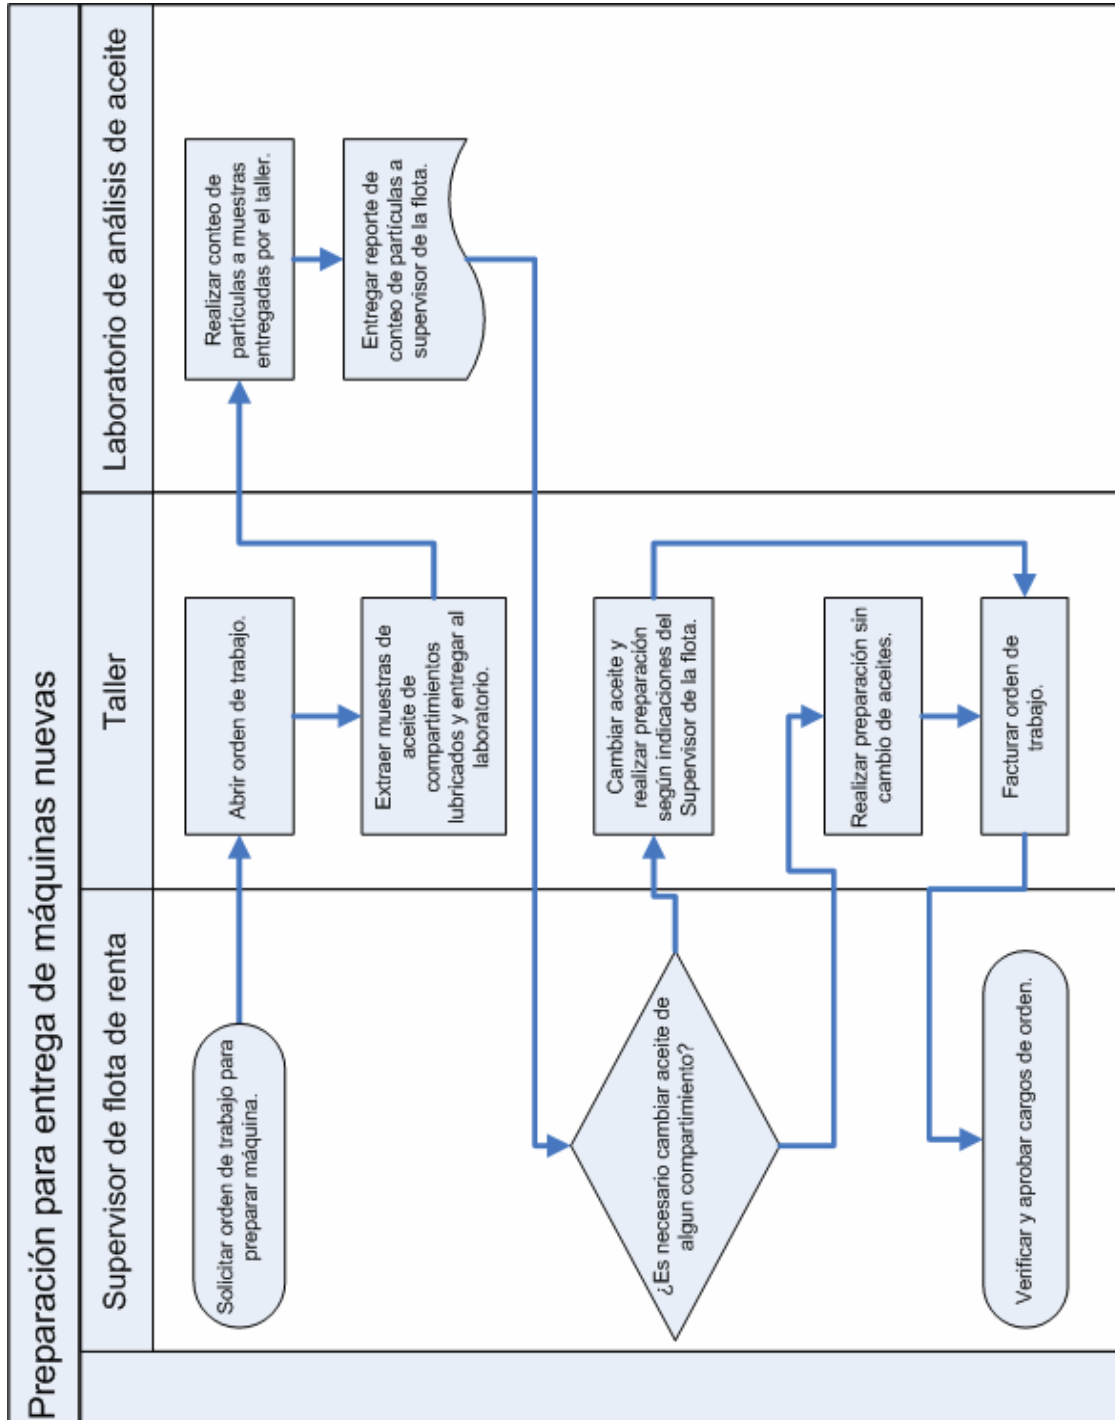 Preparación para entrega de máquinas nuevas
Supervisor de flota de renta
Taller
Laboratorio de análisis de aceite
Solicitar orden de trabajo para
preparar máquina.
Abrir orden de trabajo.
Extraer muestras de
aceite de
compartimientos
lubricados y entregar al
laboratorio.
Realizar conteo de
partículas a muestras
entregadas por el taller.
Entregar reporte de
conteo de partículas a
supervisor de la flota.
¿Es necesario cambiar aceite de
algun compartimiento?
Cambiar aceite y
realizar preparación
según indicaciones del
Supervisor de la flota.
Realizar preparación sin
cambio de aceites.
Facturar orden de
trabajo.
Verificar y aprobar cargos de orden.